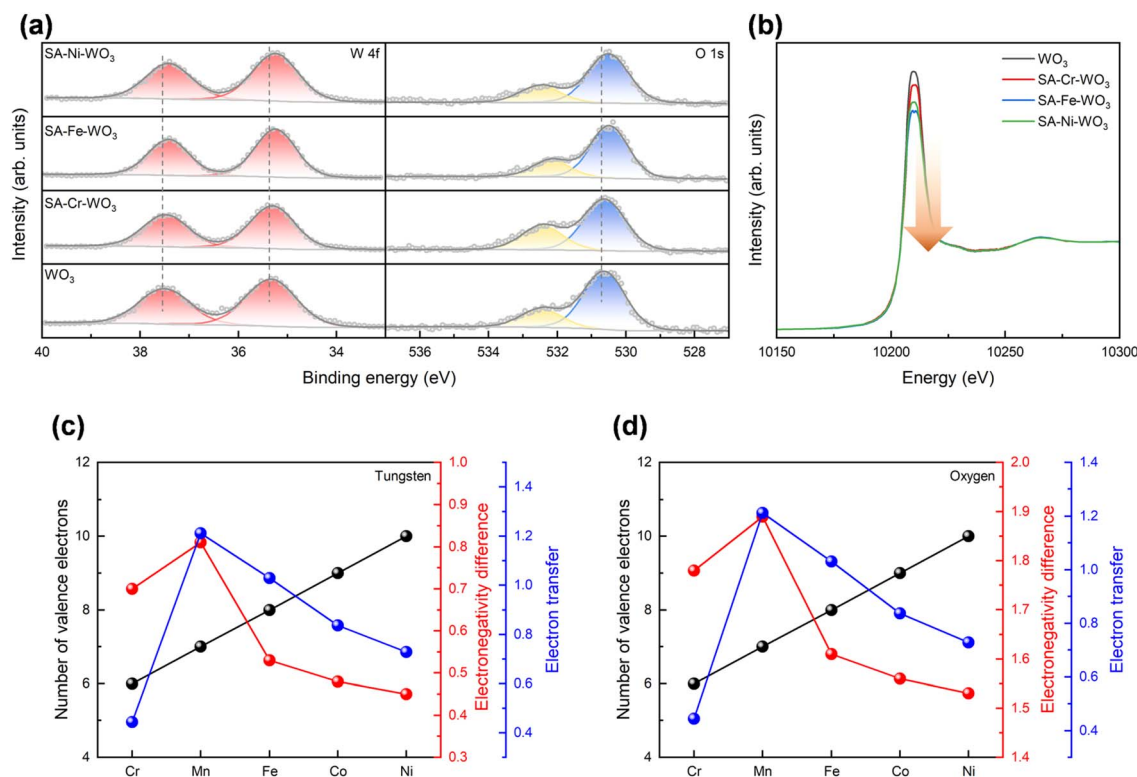 (a)
SA-Ni-WO3
W 4f
O 1s
SA-Fe-WO3
SA-Cr-WO3
WO3
Intensity (arb. units)
40 39 38 37 36 35 34 536 534 532 530 528
Binding energy (eV)
(b)
WO3
SA-Cr-WO3
SA-Fe-WO3
SA-Ni-WO3
Intensity (arb. units)
10150 10200 10250 10300
Energy (eV)
(c)
Tungsten
Number of valence electrons
12
10
8
6
4
Electronegativity difference
1.0
0.9
0.8
0.7
0.6
0.5
0.4
0.3
Electron transfer
1.4
1.2
1.0
0.8
0.6
0.4
Cr Mn Fe Co Ni
(d)
Oxygen
Number of valence electrons
12
10
8
6
4
Electronegativity difference
2.0
1.9
1.8
1.7
1.6
1.5
1.4
Electron transfer
1.4
1.2
1.0
0.8
0.6
0.4
Cr Mn Fe Co Ni